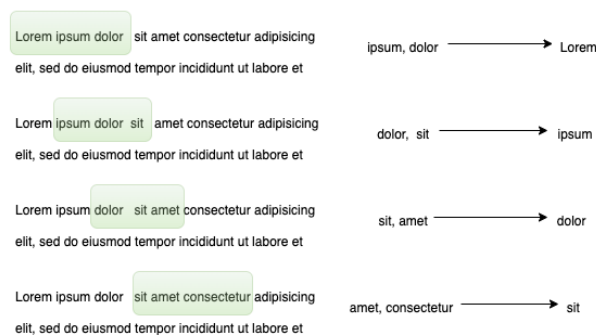 Lorem ipsum dolor sit amet consectetur adipisicing
elit, sed do eiusmod tempor incididunt ut labore et
ipsum, dolor
Lorem
Lorem ipsum dolor sit amet consectetur adipisicing
elit, sed do eiusmod tempor incididunt ut labore et
dolor, sit
ipsum
Lorem ipsum dolor sit amet consectetur adipisicing
elit, sed do eiusmod tempor incididunt ut labore et
sit, amet
dolor
Lorem ipsum dolor sit amet consectetur adipisicing
elit, sed do eiusmod tempor incididunt ut labore et
amet, consectetur
sit